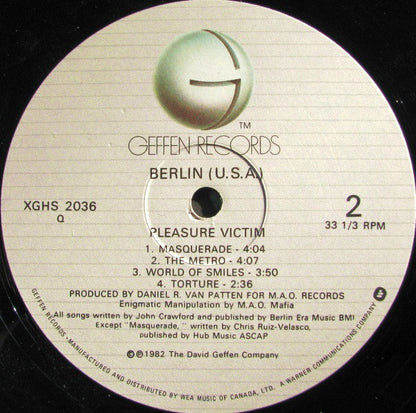 TM
GEFFEN RECORDS
BERLIN (U.S.A.)
XGHS 2036
Q
2
33 1/3 RPM
PLEASURE VICTIM
1. MASQUERADE - 4:04
2. THE METRO - 4:07
3. WORLD OF SMILES - 3:50
4. TORTURE - 2:36
PRODUCED BY DANIEL R. VAN PATTEN FOR M.A.O. RECORDS
Enigmatic Manipulation by M.A.O. Mafia
All songs written by John Crawford and published by Berlin Era Music BMI
Except "Masquerade, " written by Chris Ruiz-Velasco,
published by Hub Music ASCAP
©℗1982 The David Geffen Company
GEFFEN RECORDS - MANUFACTURED AND DISTRIBUTED BY WEA MUSIC OF CANADA, LTD. A WARNER COMMUNICATIONS COMPANY